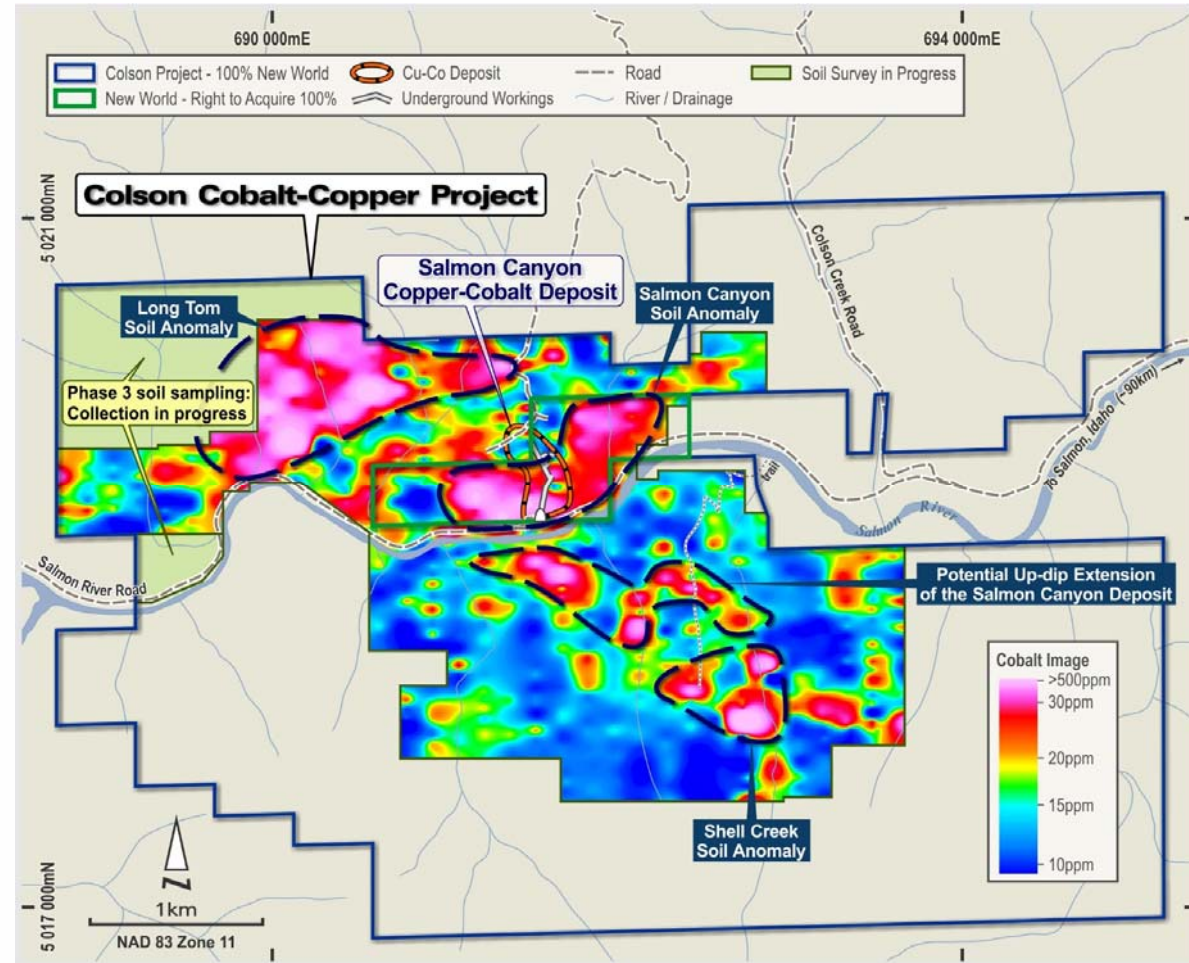 690 000mE
694 000mE
Colson Project - 100% New World
Cu-Co Deposit
Road
Soil Survey in Progress
New World - Right to Acquire 100%
Underground Workings
River / Drainage
5 021 000mN
Colson Cobalt-Copper Project
Colson Creek Road
Salmon Canyon
Copper-Cobalt Deposit
Long Tom
Soil Anomaly
Salmon Canyon
Soil Anomaly
Phase 3 soil sampling:
Collection in progress
To Salmon, Idaho (~90km)
trail
Salmon River
Salmon River Road
Potential Up-dip Extension
of the Salmon Canyon Deposit
Cobalt Image
>500ppm
30ppm
20ppm
15ppm
10ppm
Shell Creek
Soil Anomaly
5 017 000mN
N
1km
NAD 83 Zone 11